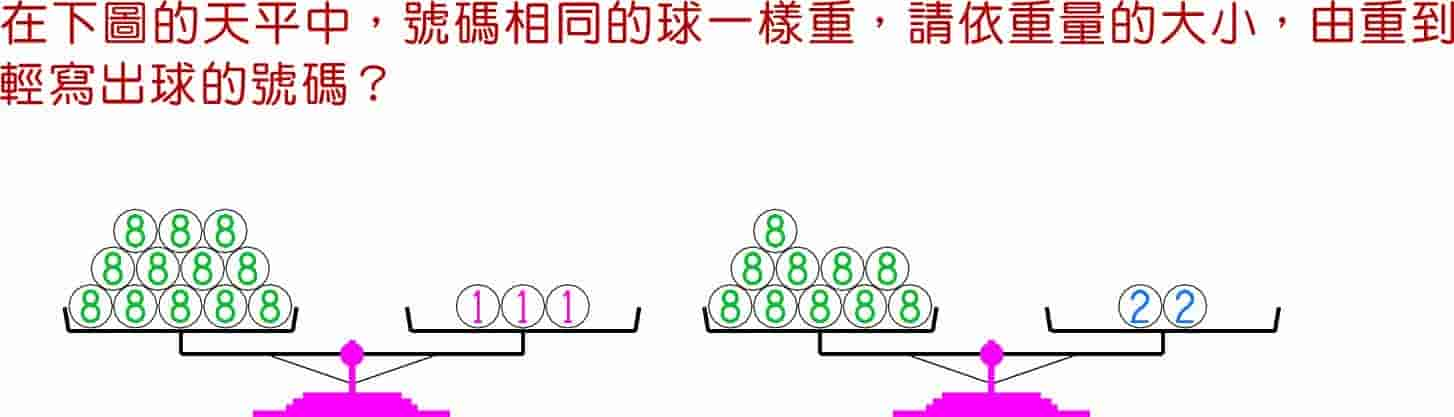 在下圖的天平中，號碼相同的球一樣重，請依重量的大小，由重到
輕寫出球的號碼？
8 8 8 8
8 8 8 8 8 8 8 8
8 8 8 8 8 1 1 1 8 8 8 8 8 2 2